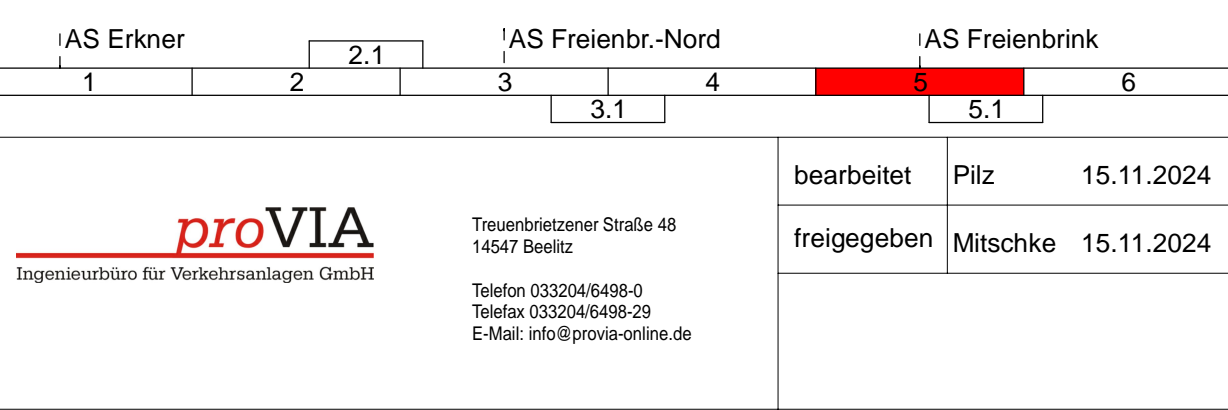 AS Erkner AS Freienbr.-Nord AS Freienbrink
2.1
1 2 3 4 5 6
3.1 5.1
bearbeitet Pilz 15.11.2024
freigegeben Mitschke 15.11.2024
proVIA
Ingenieurbüro für Verkehrsanlagen GmbH
Treuenbrietzener Straße 48
14547 Beelitz
Telefon 033204/6498-0
Telefax 033204/6498-29
E-Mail: info@provia-online.de